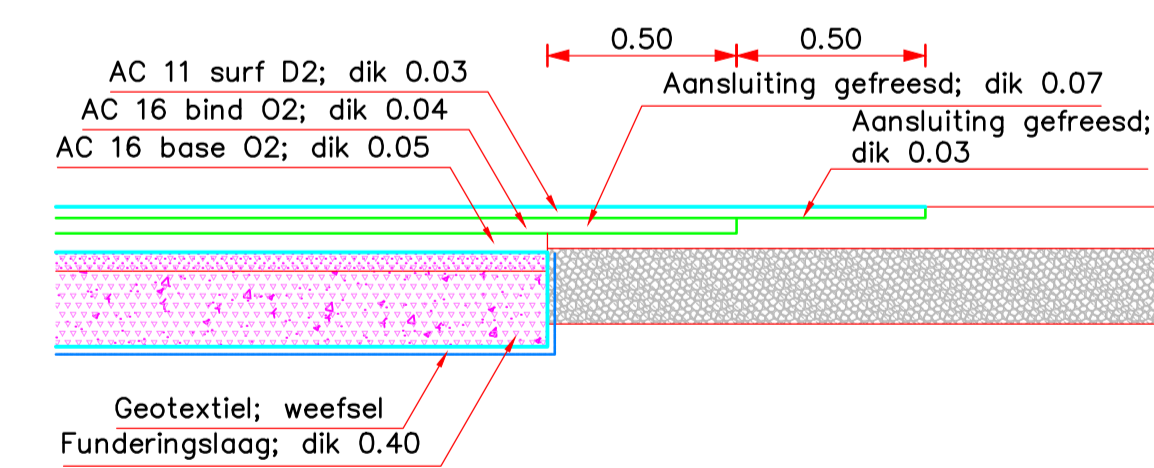 0.50 0.50
AC 11 surf D2; dik 0.03
Aansluiting gefreesd; dik 0.07
AC 16 bind O2; dik 0.04
Aansluiting gefreesd;
dik 0.03
AC 16 base O2; dik 0.05
Geotextiel; weefsel
Funderingslaag; dik 0.40